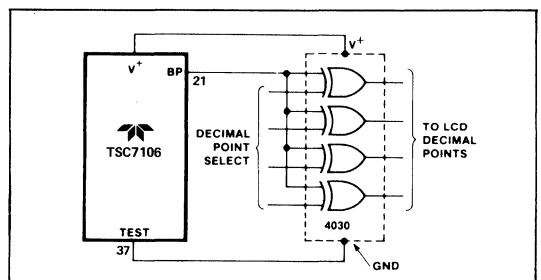 V+
V+
BP
21
TSC7106
DECIMAL
POINT
SELECT
TO LCD
DECIMAL
POINTS
4030
TEST
37
GND